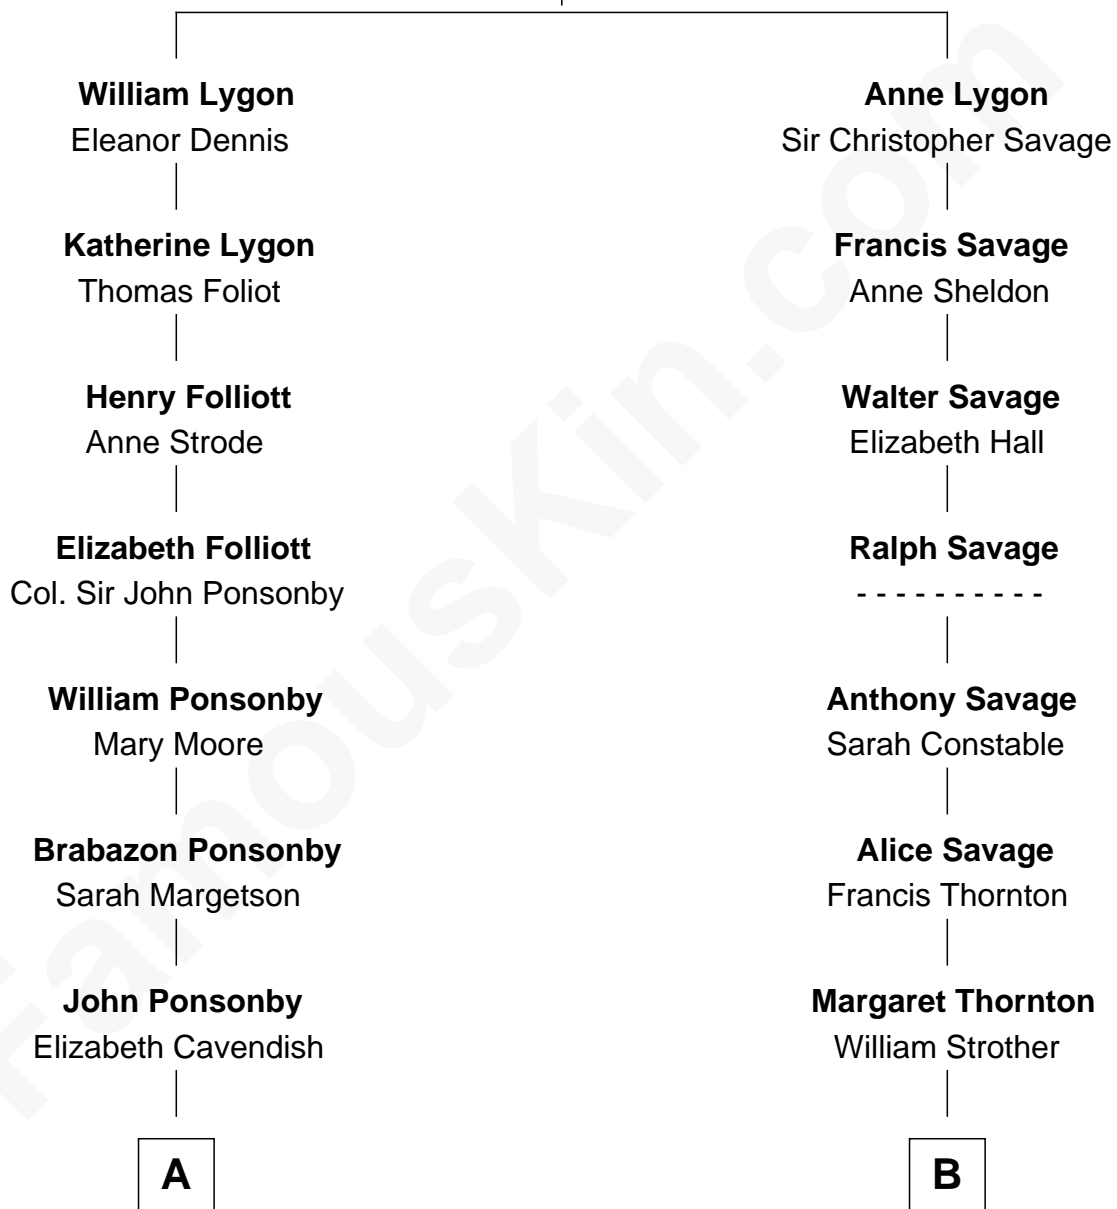 William Lygon
Eleanor Dennis
Katherine Lygon
Thomas Foliot
Henry Folliott
Anne Strode
Elizabeth Folliott
Col. Sir John Ponsonby
William Ponsonby
Mary Moore
Brabazon Ponsonby
Sarah Margetson
John Ponsonby
Elizabeth Cavendish
A
Anne Lygon
Sir Christopher Savage
Francis Savage
Anne Sheldon
Walter Savage
Elizabeth Hall
Ralph Savage
- - - - - - - - - -
Anthony Savage
Sarah Constable
Alice Savage
Francis Thornton
Margaret Thornton
William Strother
B
FamousKin.com